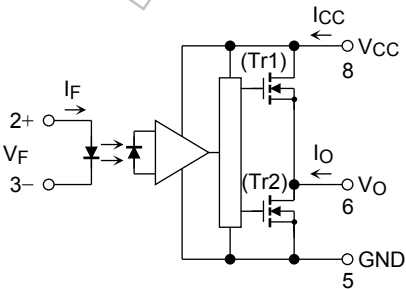 ICC
VCC
8
(Tr1)
IF
2+
VF
3−
IO
VO
6
(Tr2)
GND
5